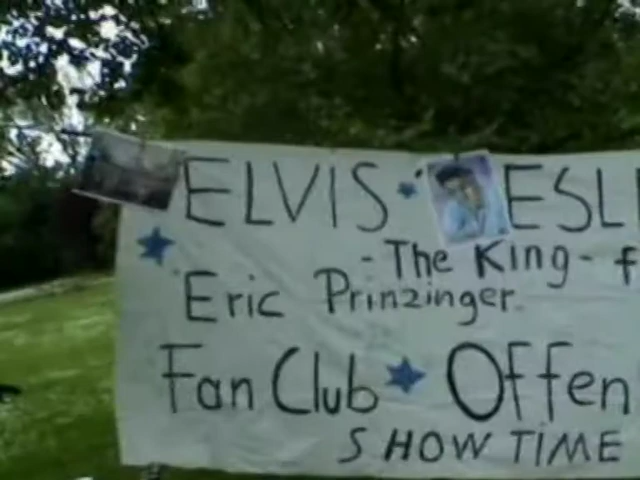 ELVIS ESL
- The King - f
Eric Prinzinger
Fan Club Offen
SHOW TIME